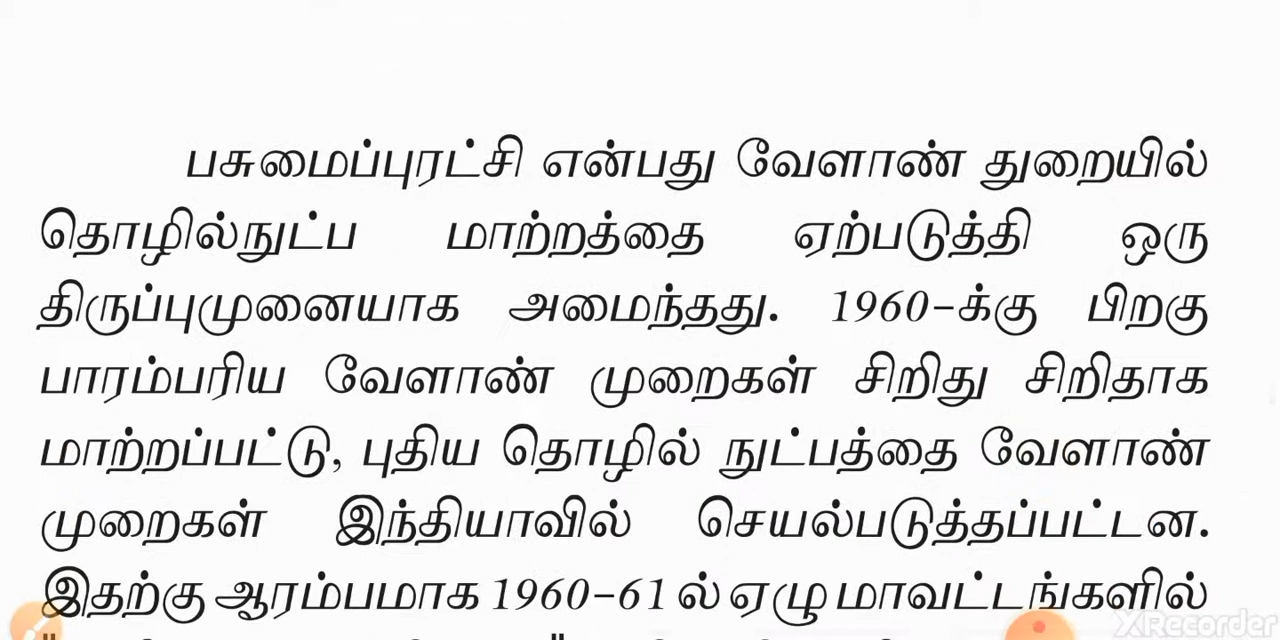 பசுமைப்புரட்சி என்பது வேளாண் துறையில்
தொழில்நுட்ப மாற்றத்தை ஏற்படுத்தி ஒரு
திருப்புமுனையாக அமைந்தது. 1960-க்கு பிறகு
பாரம்பரிய வேளாண் முறைகள் சிறிது சிறிதாக
மாற்றப்பட்டு, புதிய தொழில் நுட்பத்தை வேளாண்
முறைகள் இந்தியாவில் செயல்படுத்தப்பட்டன.
இதற்கு ஆரம்பமாக 1960-61 ல் ஏழு மாவட்டங்களில்
XRecorder